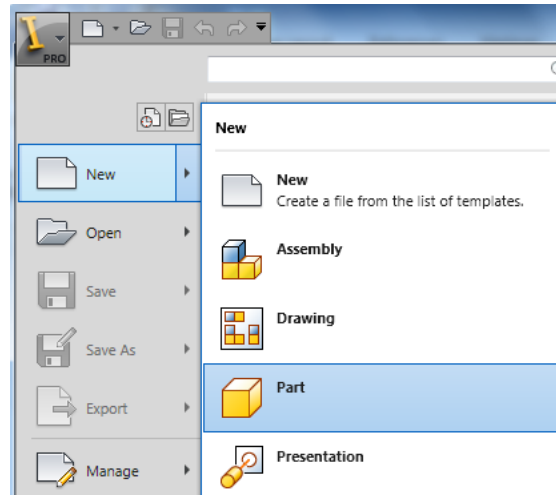 PRO
New
New
New
Create a file from the list of templates.
Open
Assembly
Save
Drawing
Save As
Part
Export
Presentation
Manage